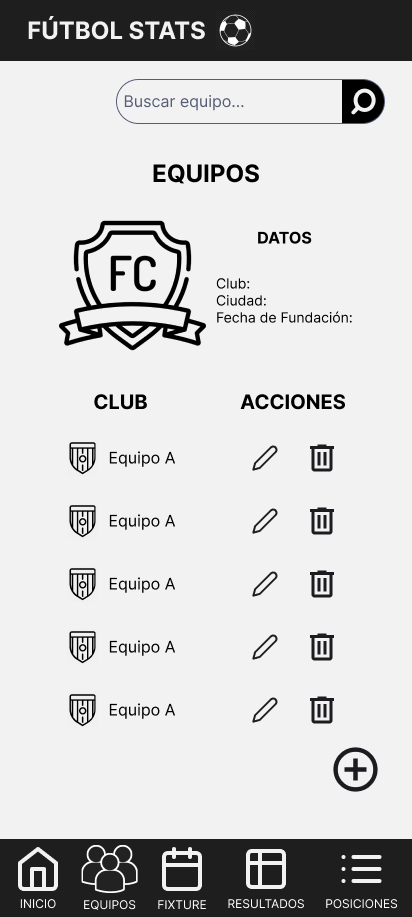 FÚTBOL STATS
Buscar equipo...
EQUIPOS
FC
DATOS
Club:
Ciudad:
Fecha de Fundación:
CLUB ACCIONES
Equipo A
Equipo A
Equipo A
Equipo A
Equipo A
INICIO EQUIPOS FIXTURE RESULTADOS POSICIONES